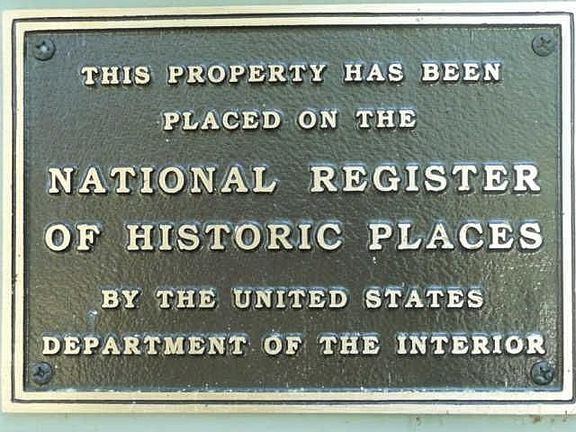 THIS PROPERTY HAS BEEN
PLACED ON THE
NATIONAL REGISTER
OF HISTORIC PLACES
BY THE UNITED STATES
DEPARTMENT OF THE INTERIOR